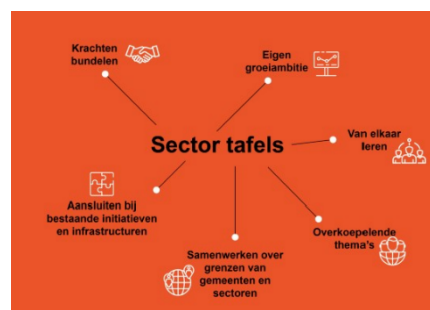 Krachten
bundelen
Eigen
groeiambitie
Sector tafels
Van elkaar
leren
Aansluiten bij
bestaande initiatieven
en infrastructuren
Overkoepelende
thema's
Samenwerken over
grenzen van
gemeenten en
sectoren